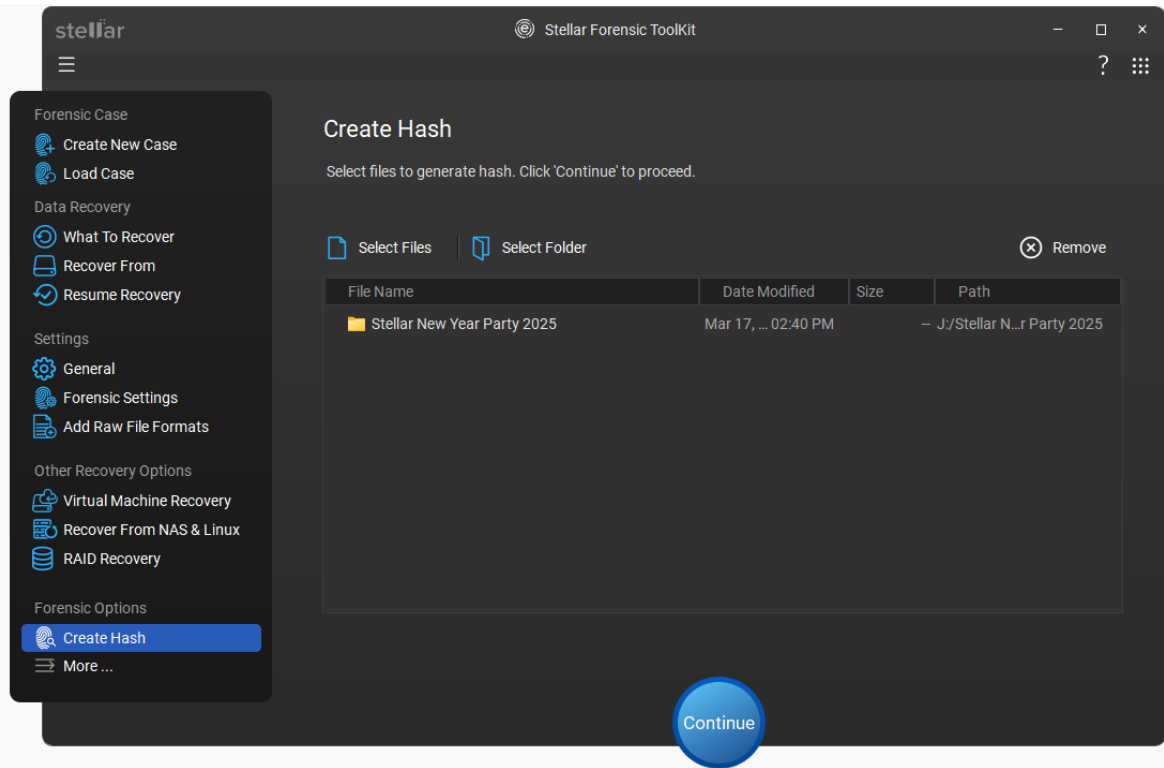 stellar
Stellar Forensic ToolKit
?
Forensic Case
Create New Case
Load Case
Data Recovery
What To Recover
Recover From
Resume Recovery
Settings
General
Forensic Settings
Add Raw File Formats
Other Recovery Options
Virtual Machine Recovery
Recover From NAS & Linux
RAID Recovery
Forensic Options
Create Hash
More ...
Create Hash
Select files to generate hash. Click 'Continue' to proceed.
Select Files Select Folder Remove
File Name Date Modified Size Path
Stellar New Year Party 2025 Mar 17, ... 02:40 PM -- J:/Stellar N...r Party 2025
Continue